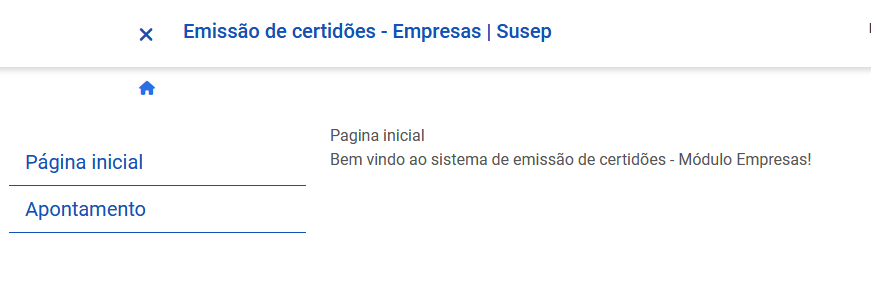 Emissão de certidões - Empresas | Susep
Página inicial
Apontamento
Pagina inicial
Bem vindo ao sistema de emissão de certidões - Módulo Empresas!